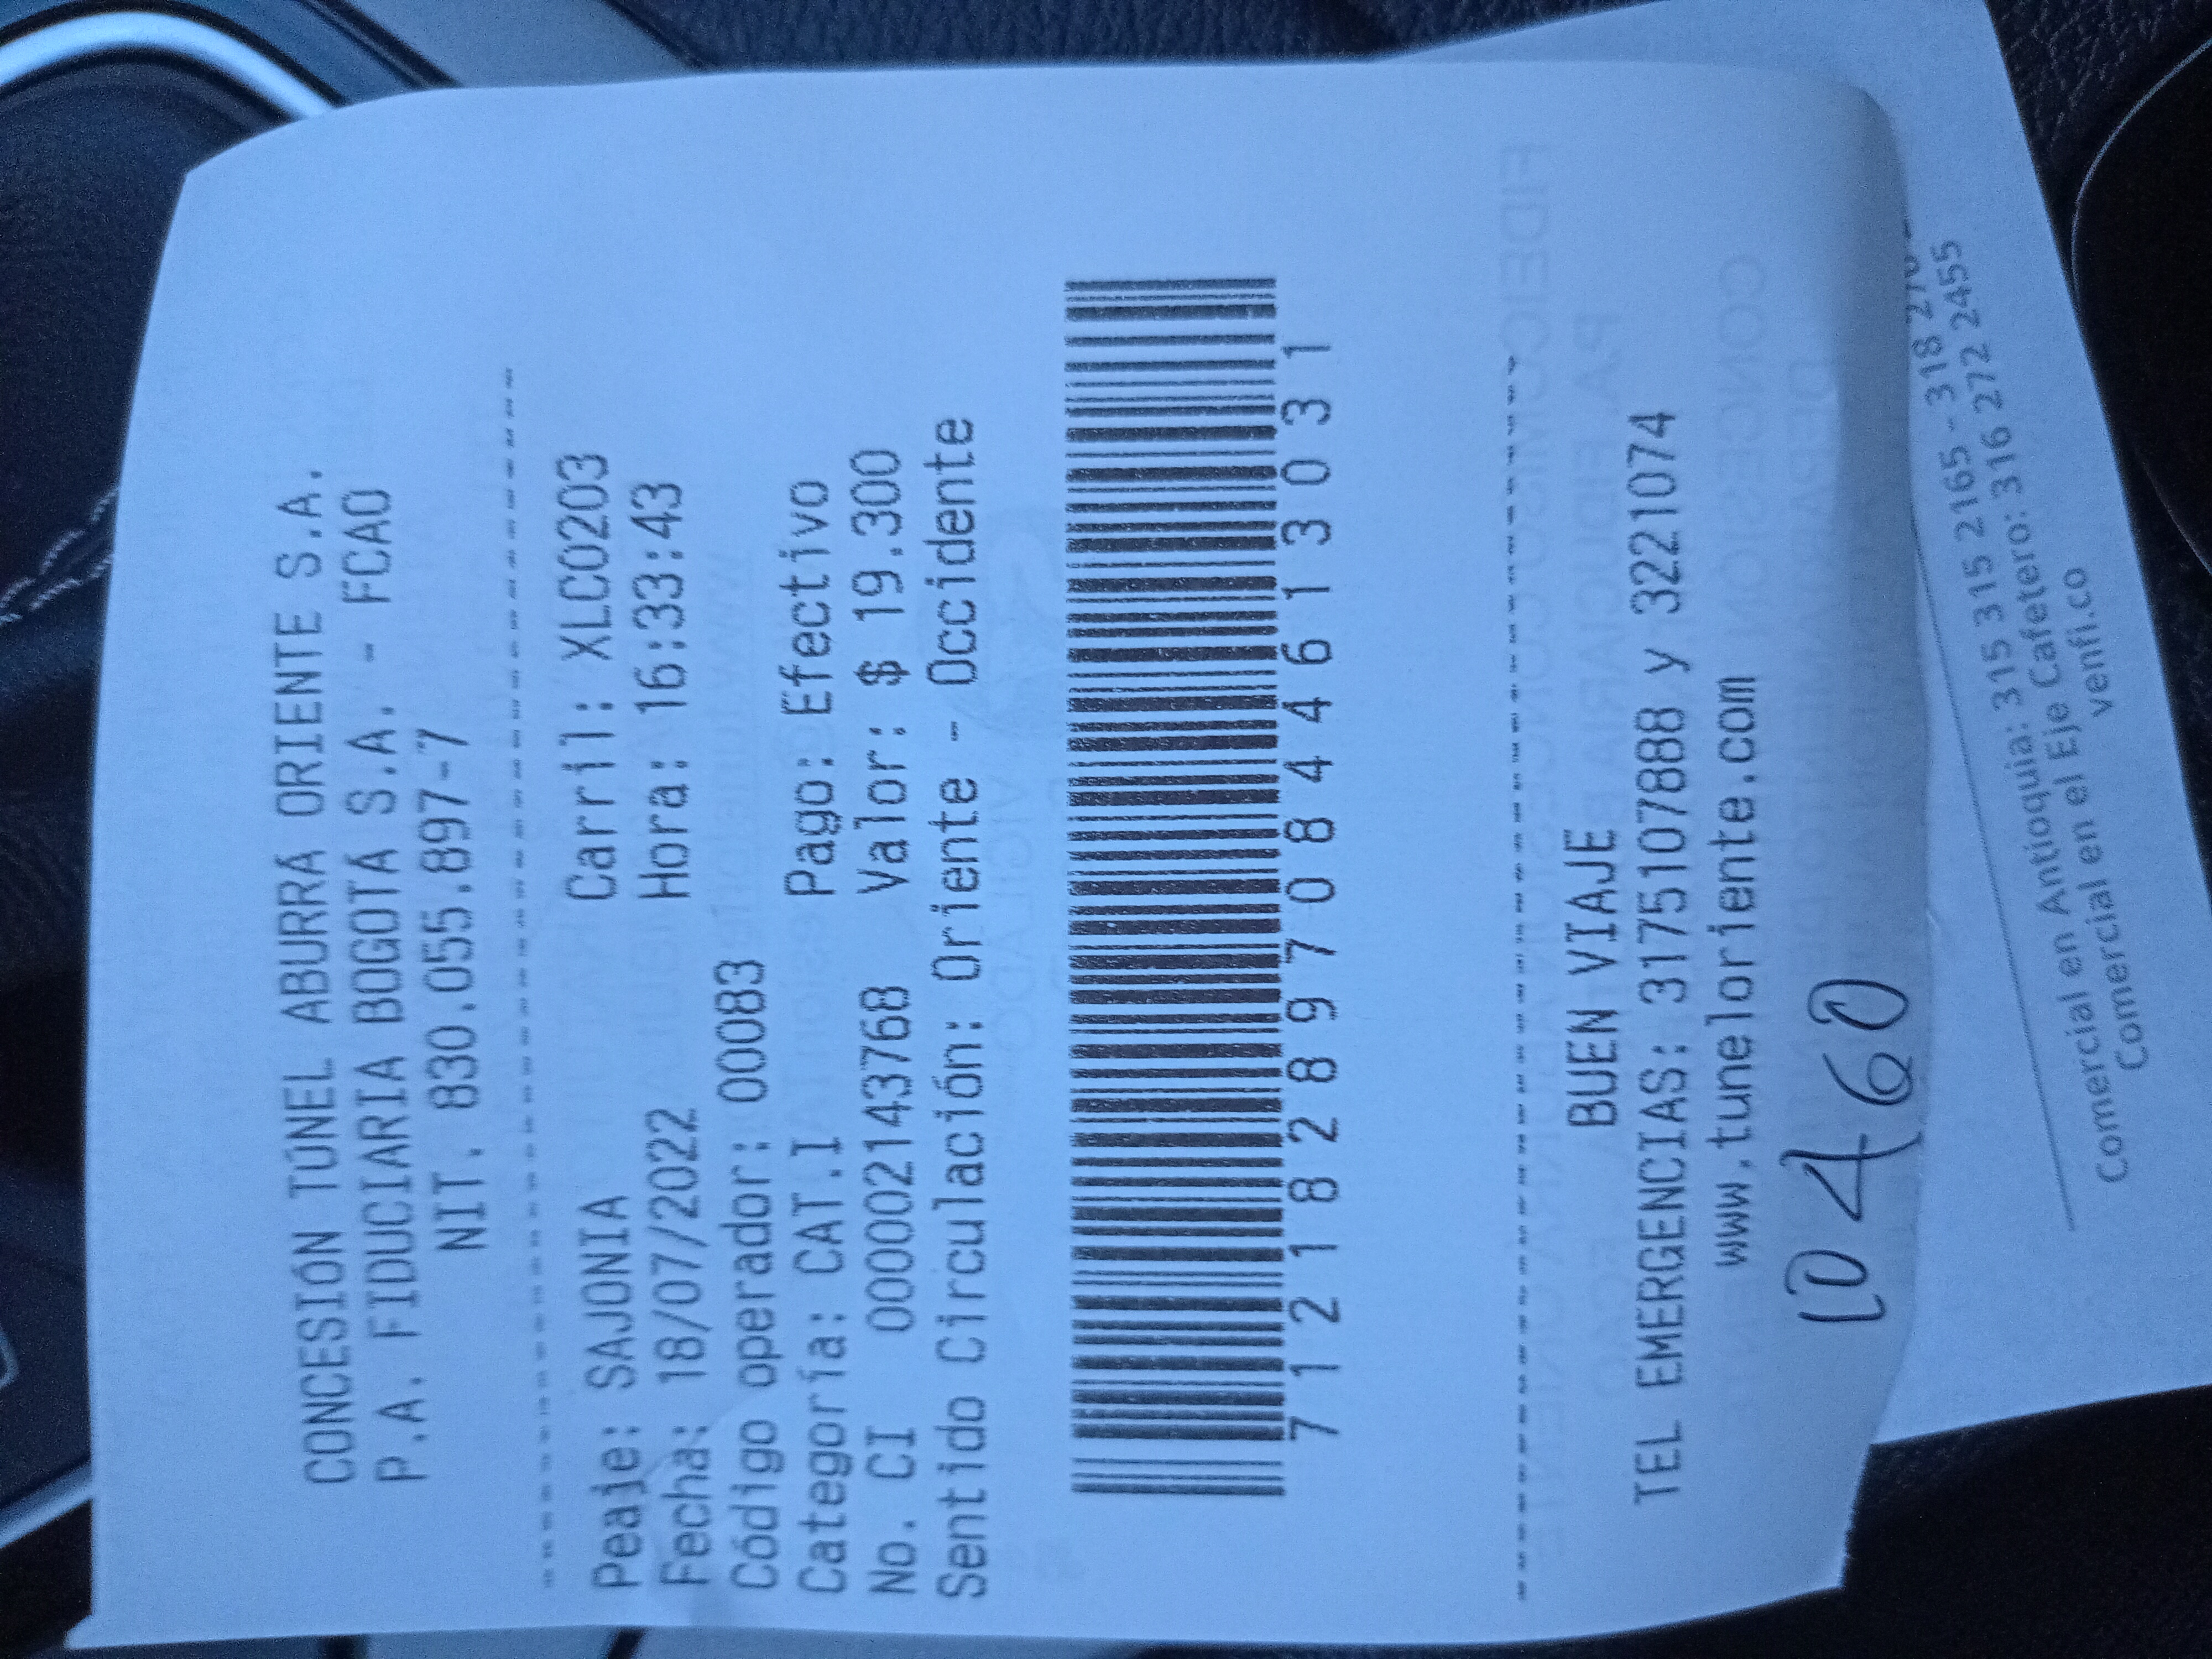 CONCESIÓN TÚNEL ABURRÁ ORIENTE S.A.
P.A. FIDUCIARIA BOGOTÁ S.A. - FCAO
NIT. 830.055.897-7
Peaje: SAJONIA Carril: XLC0203
Fecha: 18/07/2022 Hora: 16:33:43
Código operador: 00083
Categoría: CAT.I Pago: Efectivo
No. CI 00000214376B Valor: $ 19.300
Sentido Circulación: Oriente - Occidente
7121828970844613031
BUEN VIAJE
TEL EMERGENCIAS: 3175107888 y 3221074
www.tuneloriente.com
10460
Comercial en Antioquia: 315 315 2165 - 318
Comercial en el Eje Cafetero: 316 272 2455
venfi.co